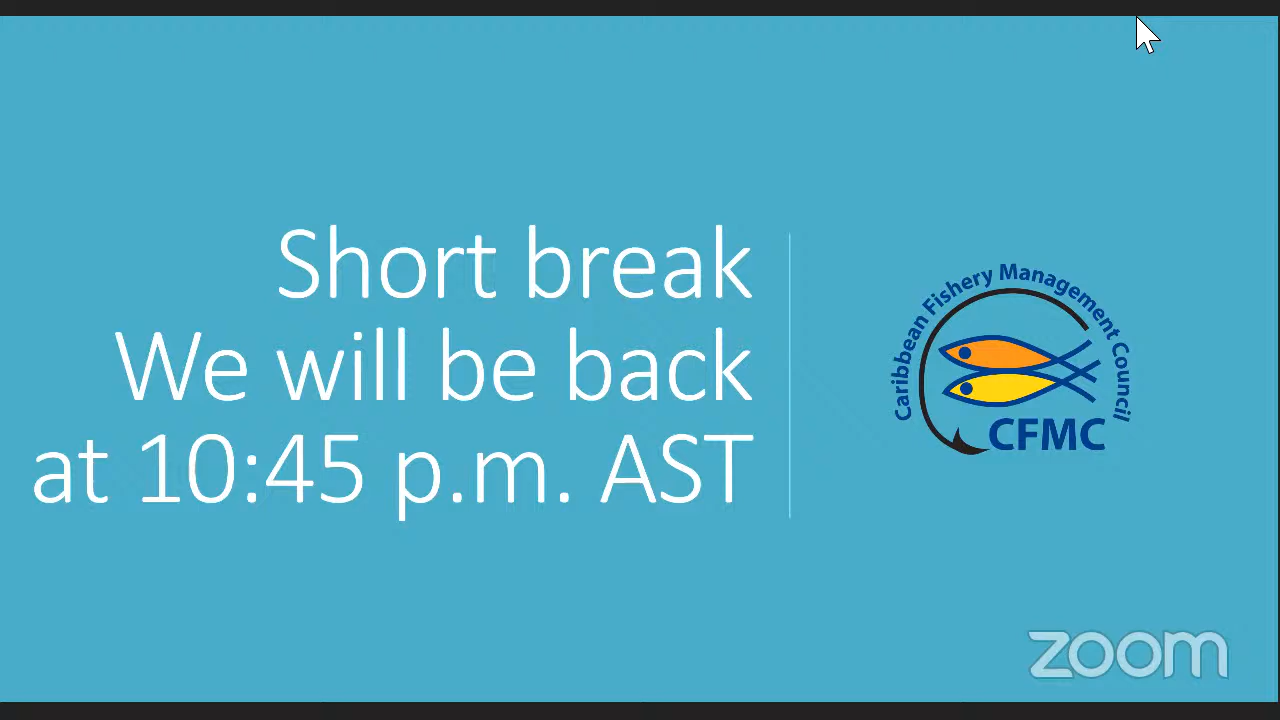 Short break
We will be back
at 10:45 p.m. AST
Caribbean Fishery Management Council
CFMC
zoom